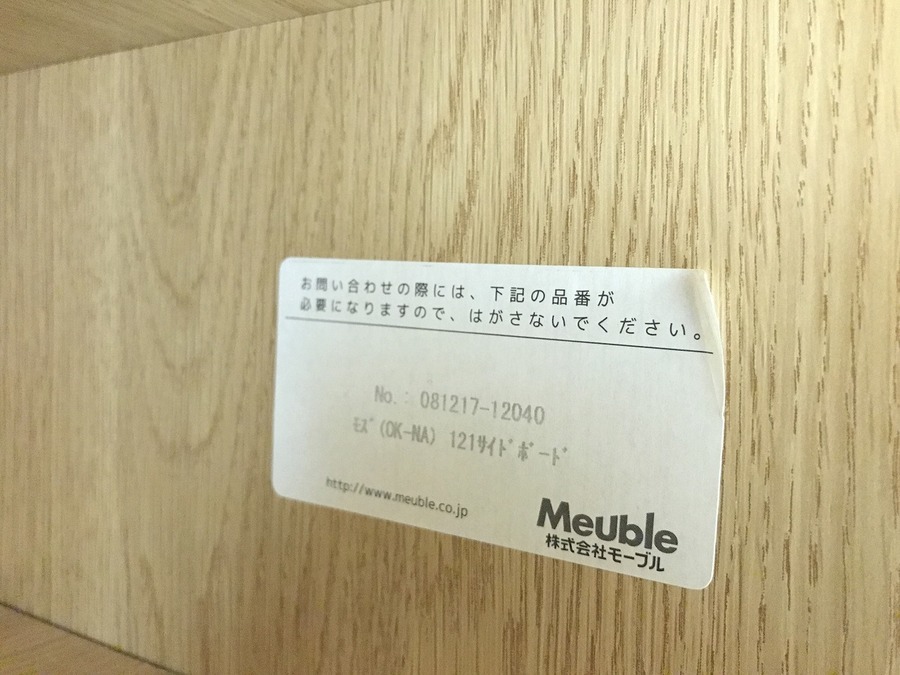 お問い合わせの際には、下記の品番が
必要になりますので、はがさないでください。
No.: 081217-12040
ﾓｽﾞ(OK-NA) 121ｻｲﾄﾞﾎﾞｰﾄﾞ
http://www.meuble.co.jp
Meuble
株式会社モーブル